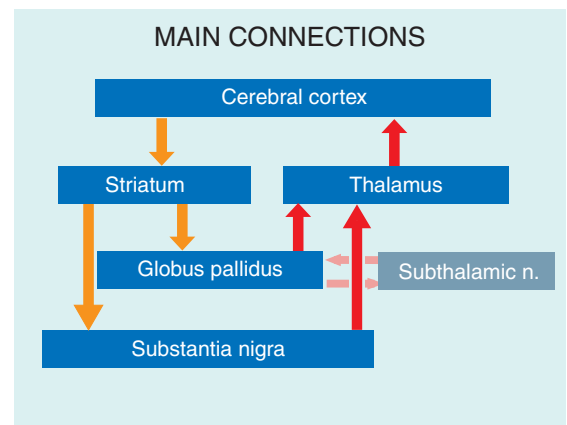 MAIN CONNECTIONS
Cerebral cortex
Striatum
Thalamus
Globus pallidus
Subthalamic n.
Substantia nigra